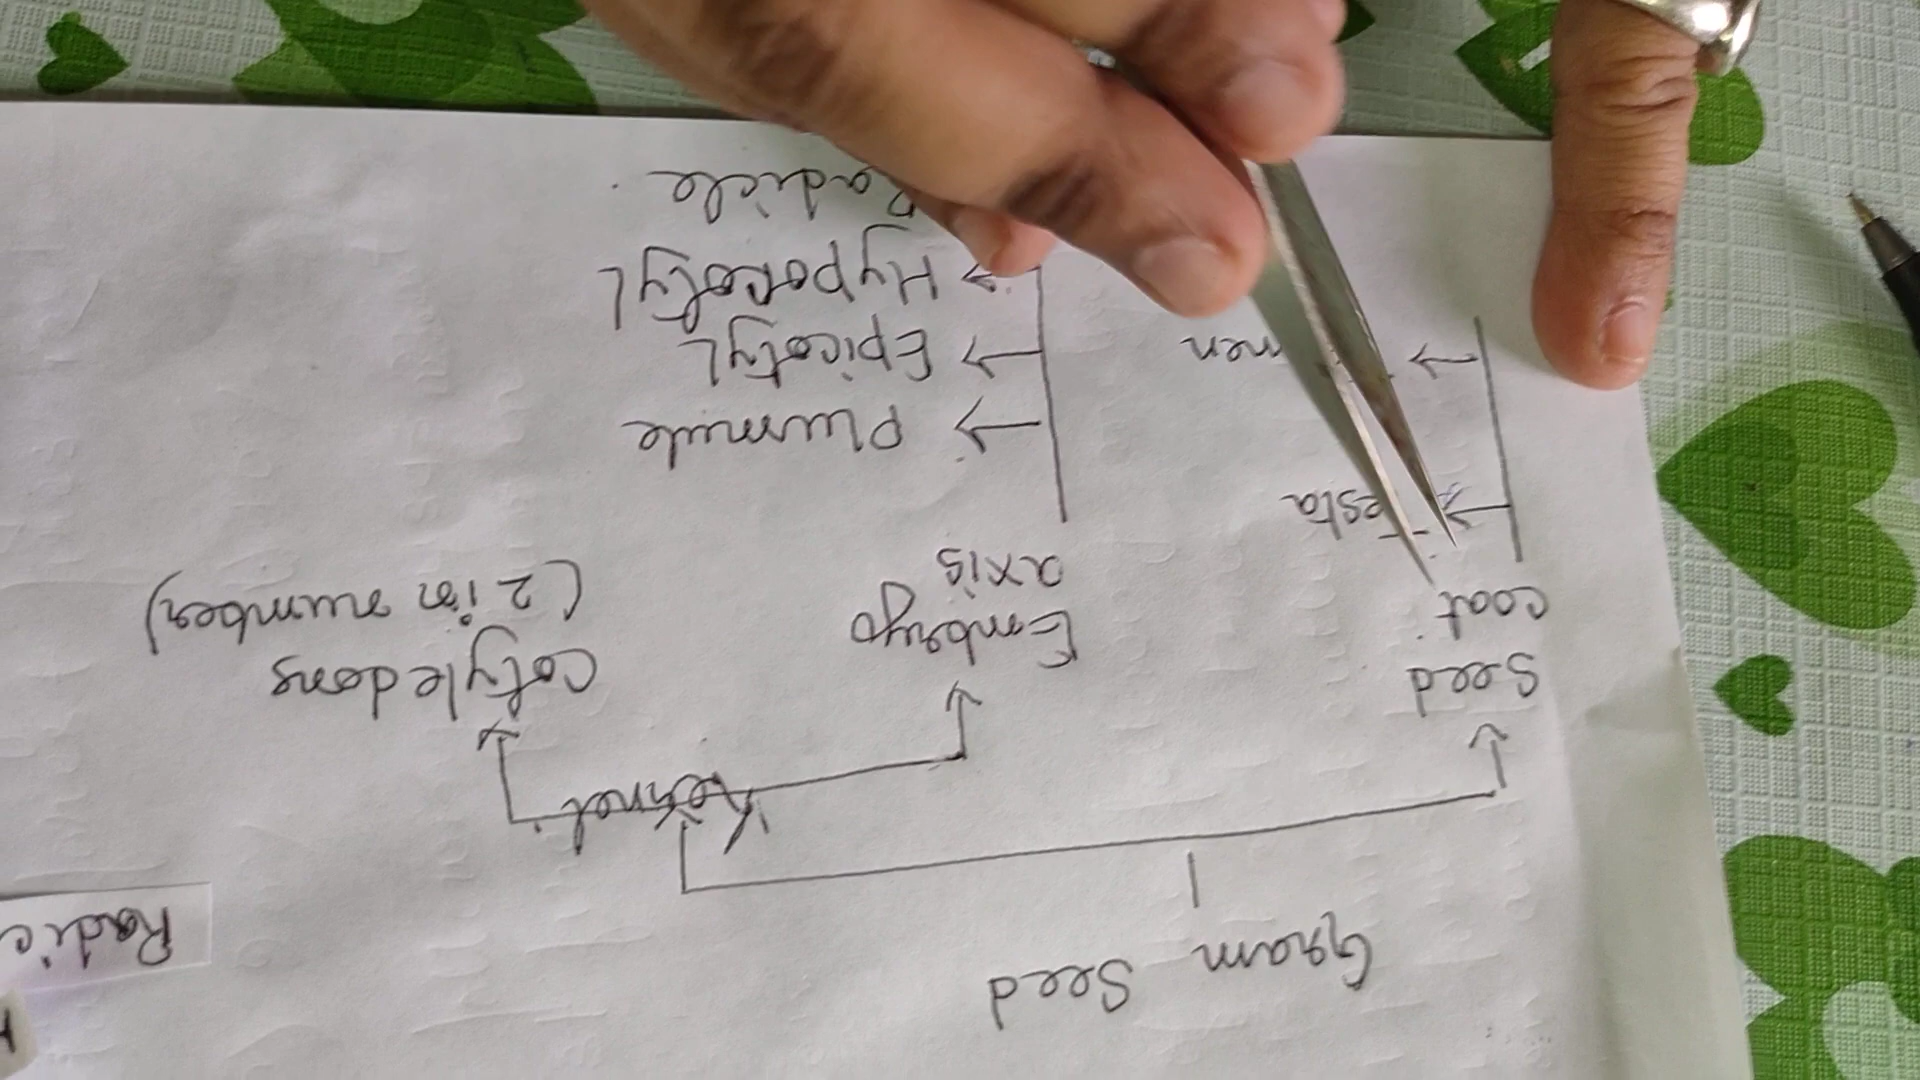 Gram Seed
Kernel
Seed
coat
Embryo
axis
Cotyledons
(2 in number)
Testa
Plumule
Epicotyl
Hypocotyl
Radicle